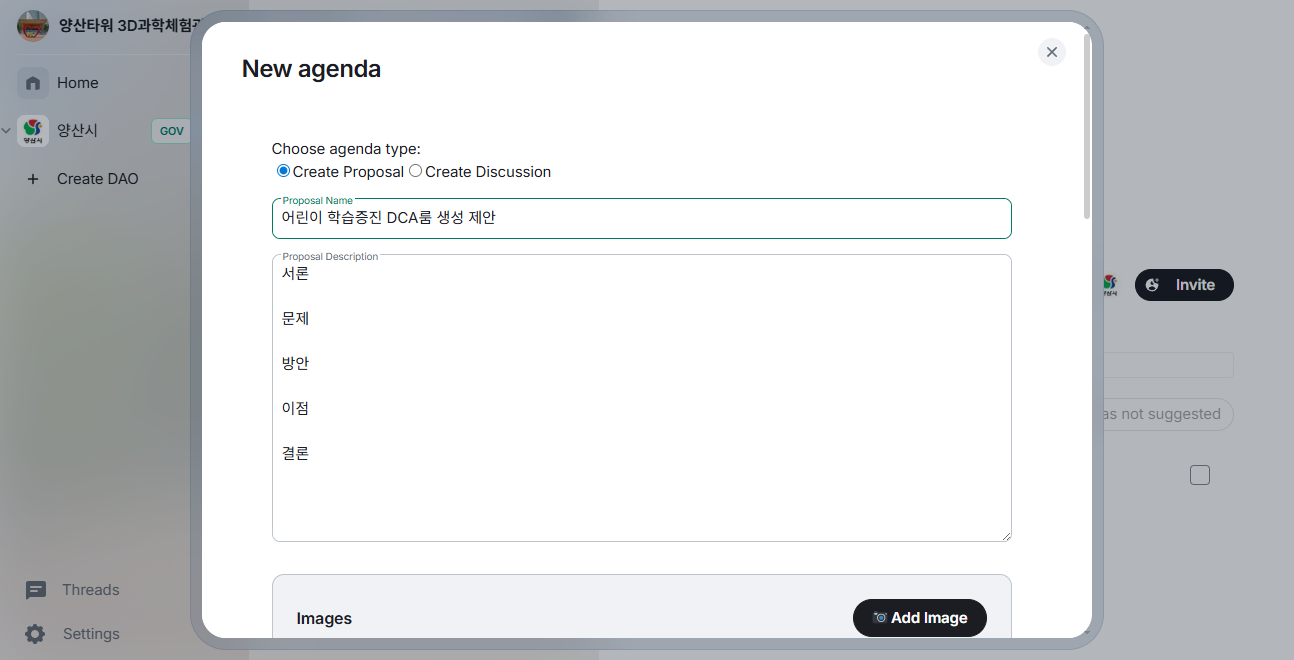 양산타워 3D과학체험관
New agenda
Home
양산시
GOV
Create DAO
Choose agenda type:
Create Proposal Create Discussion
Proposal Name
어린이 학습증진 DCA룸 생성 제안
Proposal Description
서론
문제
방안
이점
결론
Invite
as not suggested
Images
Add Image
Threads
Settings